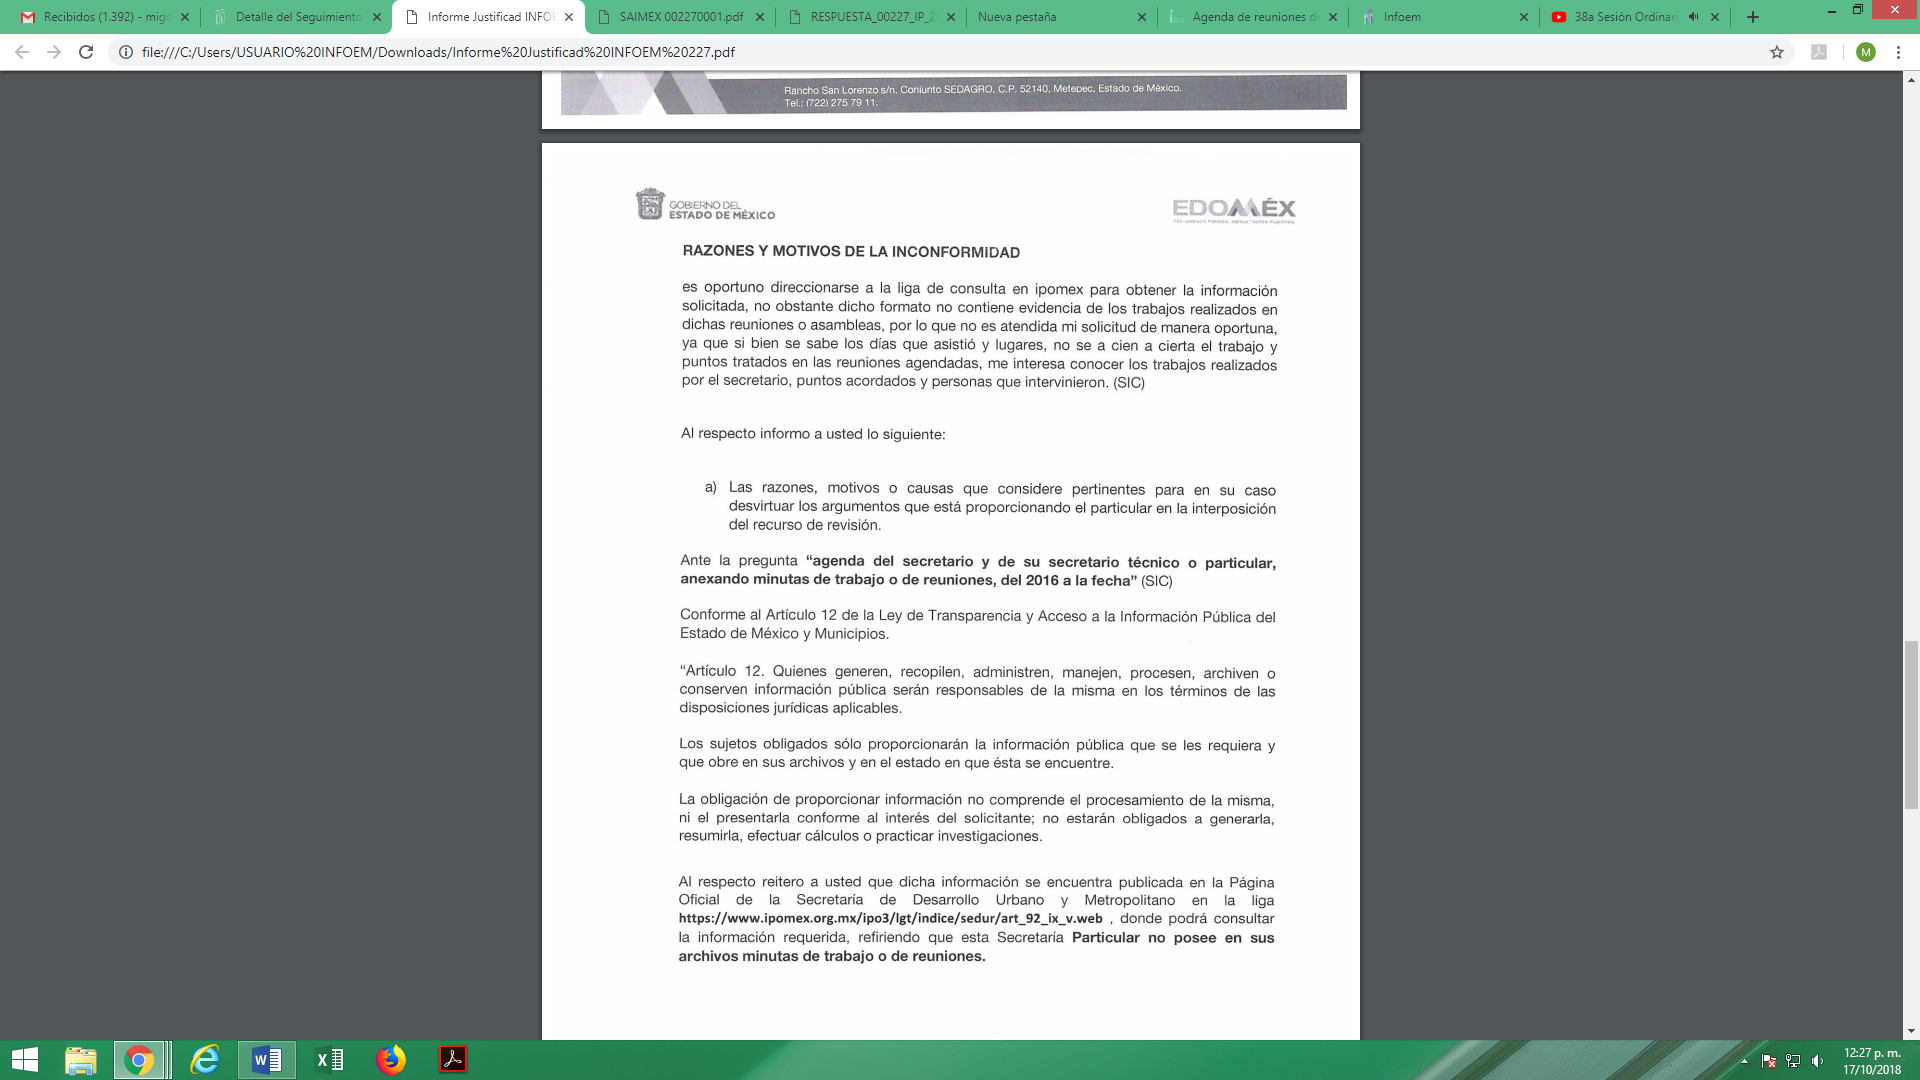 Recibidos (1.392) - migo
Detalle del Seguimiento
Informe Justificad INFOE
SAIMEX 002270001.pdf
RESPUESTA_00227_IP_2
Nueva pestaña
Agenda de reuniones de
Infoem
38a Sesión Ordinar
file:///C:/Users/USUARIO%20INFOEM/Downloads/Informe%20Justificad%20INFOEM%20227.pdf
M
Rancho San Lorenzo s/n, Conjunto SEDAGRO, C.P. 52140, Metepec, Estado de México.
Tel.: (722) 275 79 11.
GOBIERNO DEL
ESTADO DE MÉXICO
EDOMÉX
RAZONES Y MOTIVOS DE LA INCONFORMIDAD
es oportuno direccionarse a la liga de consulta en ipomex para obtener la información
solicitada, no obstante dicho formato no contiene evidencia de los trabajos realizados en
dichas reuniones o asambleas, por lo que no es atendida mi solicitud de manera oportuna,
ya que si bien se sabe los días que asistió y lugares, no se a cien a cierta el trabajo y
puntos tratados en las reuniones agendadas, me interesa conocer los trabajos realizados
por el secretario, puntos acordados y personas que intervinieron. (SIC)
Al respecto informo a usted lo siguiente:
a) Las razones, motivos o causas que considere pertinentes para en su caso
desvirtuar los argumentos que está proporcionando el particular en la interposición
del recurso de revisión.
Ante la pregunta “agenda del secretario y de su secretario técnico o particular,
anexando minutas de trabajo o de reuniones, del 2016 a la fecha” (SIC)
Conforme al Artículo 12 de la Ley de Transparencia y Acceso a la Información Pública del
Estado de México y Municipios.
“Artículo 12. Quienes generen, recopilen, administren, manejen, procesen, archiven o
conserven información pública serán responsables de la misma en los términos de las
disposiciones jurídicas aplicables.
Los sujetos obligados sólo proporcionarán la información pública que se les requiera y
que obre en sus archivos y en el estado en que ésta se encuentre.
La obligación de proporcionar información no comprende el procesamiento de la misma,
ni el presentarla conforme al interés del solicitante; no estarán obligados a generarla,
resumirla, efectuar cálculos o practicar investigaciones.
Al respecto reitero a usted que dicha información se encuentra publicada en la Página
Oficial de la Secretaría de Desarrollo Urbano y Metropolitano en la liga
https://www.ipomex.org.mx/ipo3/lgt/indice/sedur/art_92_ix_v.web , donde podrá consultar
la información requerida, refiriendo que esta Secretaría Particular no posee en sus
archivos minutas de trabajo o de reuniones.
12:27 p. m.
17/10/2018